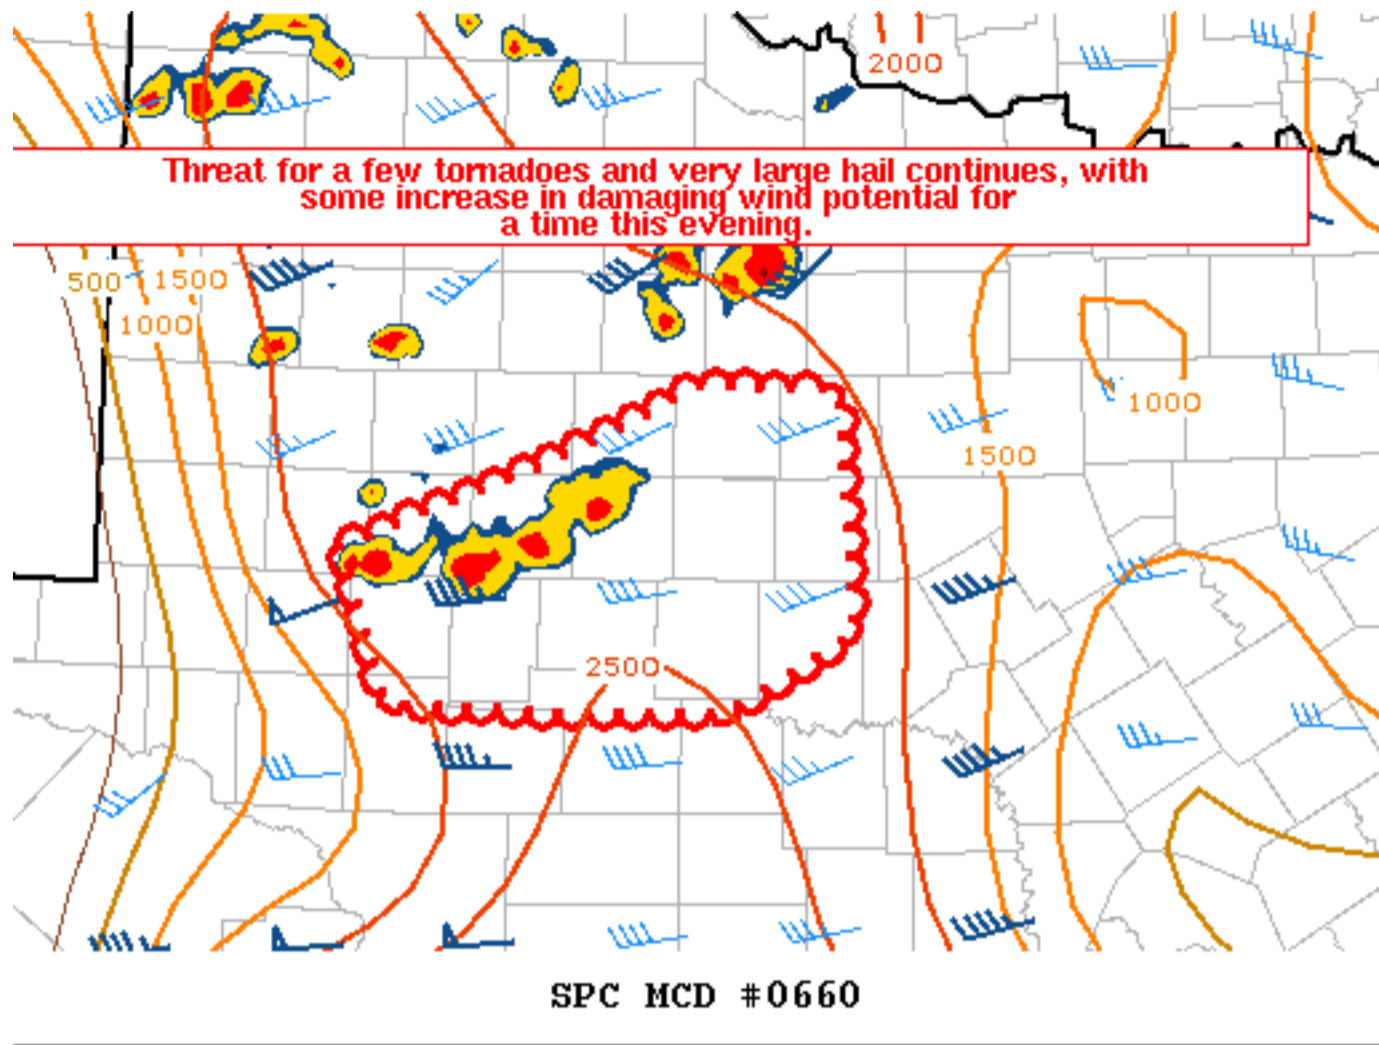 2000
Threat for a few tornadoes and very large hail continues, with
some increase in damaging wind potential for
a time this evening.
500
1500
1000
1000
1500
2500
SPC MCD #0660